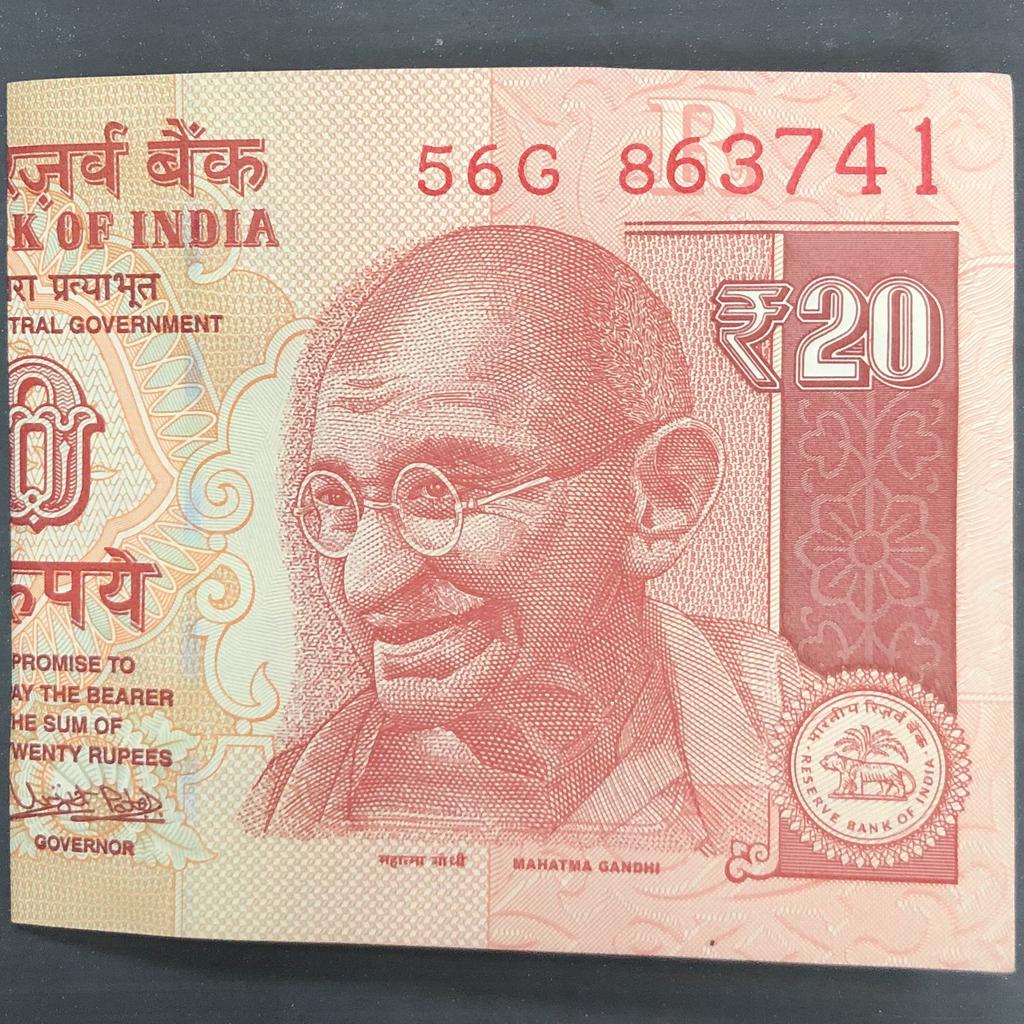 रिज़र्व बैंक
K OF INDIA
रा प्रत्याभूत
TRAL GOVERNMENT
0
रुपये
PROMISE TO
AY THE BEARER
HE SUM OF
WENTY RUPEES
GOVERNOR
56G 863741
R
₹20
भारतीय रिज़र्व बैंक
RESERVE BANK OF INDIA
महात्मा गांधी
MAHATMA GANDHI